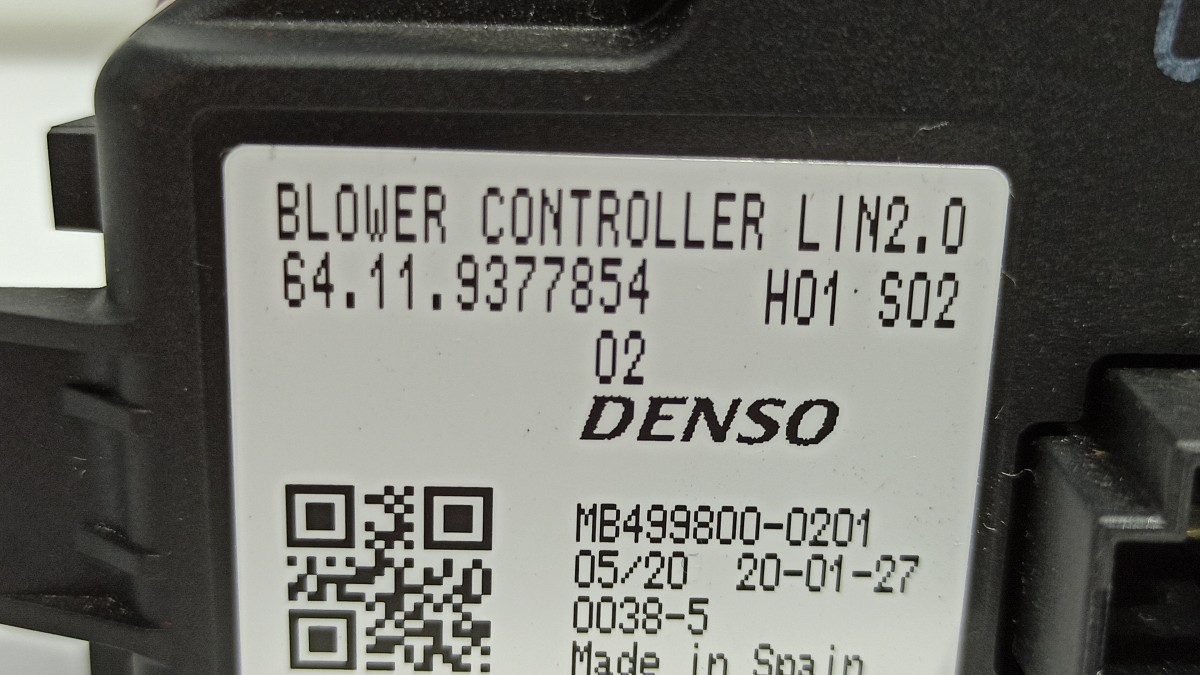 BLOWER CONTROLLER LIN2.0
64.11.9377854 H01 S02
02
DENSO
MB499800-0201
05/20 20-01-27
0038-5
Made in Spain